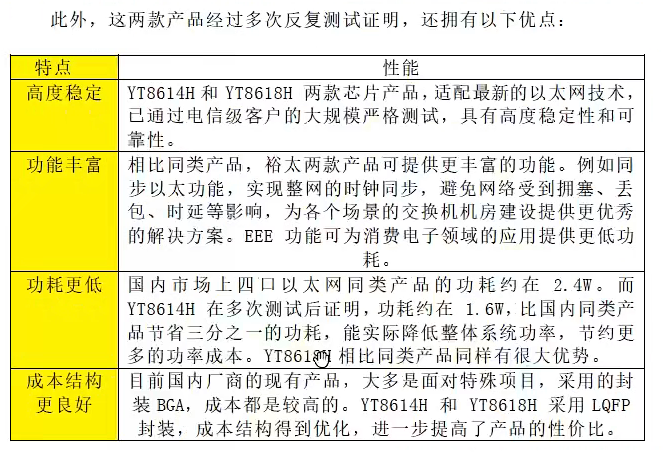 此外，这两款产品经过多次反复测试证明，还拥有以下优点：
特点
性能
高度稳定
YT8614H 和 YT8618H 两款芯片产品，适配最新的以太网技术，
已通过电信级客户的大规模严格测试，具有高度稳定性和可
靠性。
功能丰富
相比同类产品，裕太两款产品可提供更丰富的功能。例如同
步以太功能，实现整网的时钟同步，避免网络受到拥塞、丢
包、时延等影响，为各个场景的交换机机房建设提供更优秀
的解决方案。EEE 功能可为消费电子领域的应用提供更低功
耗。
功耗更低
国内市场上四口以太网同类产品的功耗约在 2.4W。而
YT8614H 在多次测试后证明，功耗约在 1.6W，比国内同类产
品节省三分之一的功耗，能实际降低整体系统功率，节约更
多的功率成本。YT8618H 相比同类产品同样有很大优势。
成本结构
更良好
目前国内厂商的现有产品，大多是面对特殊项目，采用的封
装 BGA，成本都是较高的。YT8614H 和 YT8618H 采用 LQFP
封装，成本结构得到优化，进一步提高了产品的性价比。